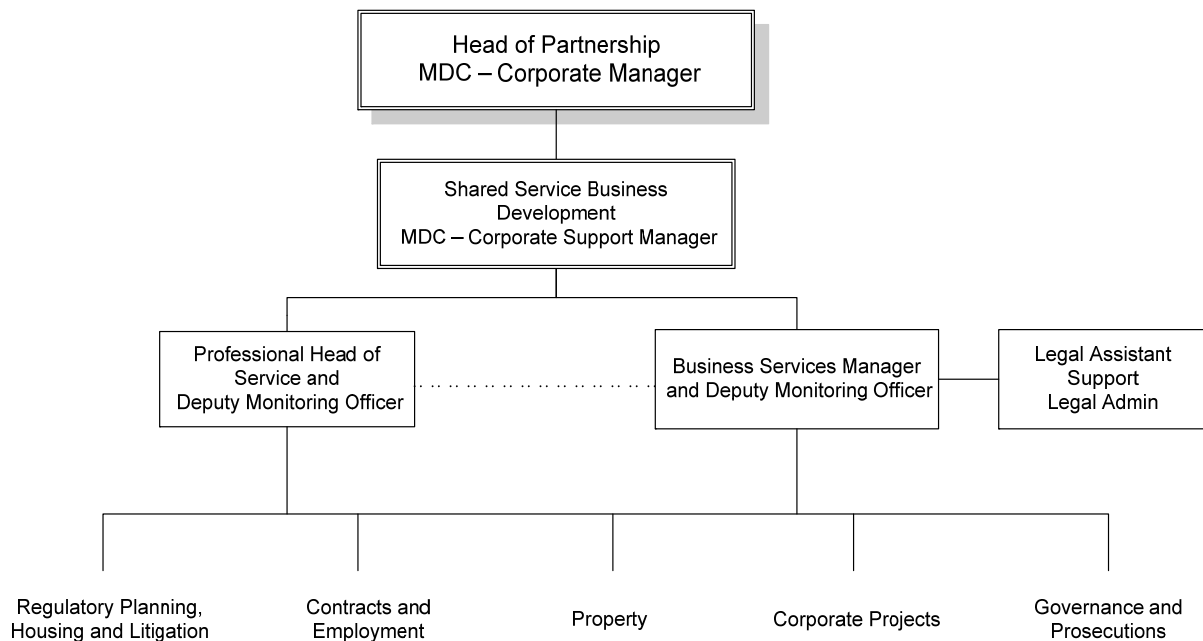 Head of Partnership
MDC – Corporate Manager
Shared Service Business
Development
MDC – Corporate Support Manager
Professional Head of
Service and
Deputy Monitoring Officer
Business Services Manager
and Deputy Monitoring Officer
Legal Assistant
Support
Legal Admin
Regulatory Planning,
Housing and Litigation
Contracts and
Employment
Property
Corporate Projects
Governance and
Prosecutions